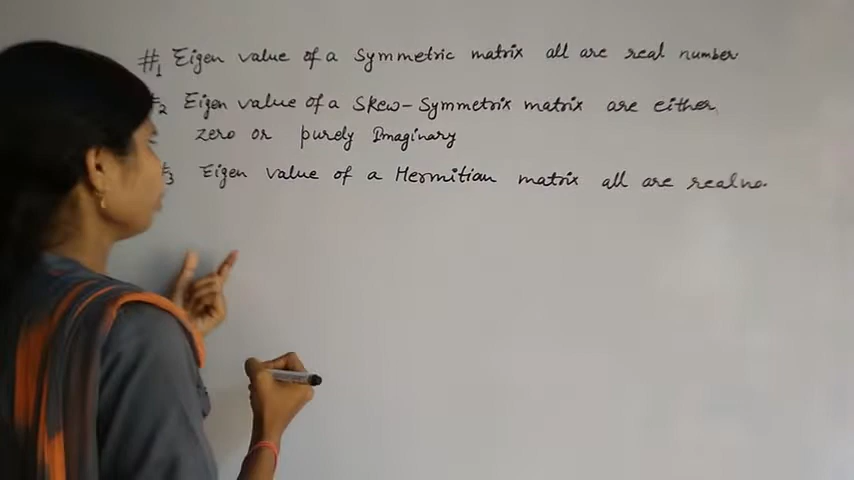 #1 Eigen value of a Symmetric matrix all are real number
#2 Eigen value of a Skew-Symmetrix matrix are either,
zero or purely Imaginary
#3 Eigen value of a Hermitian matrix all are real no.